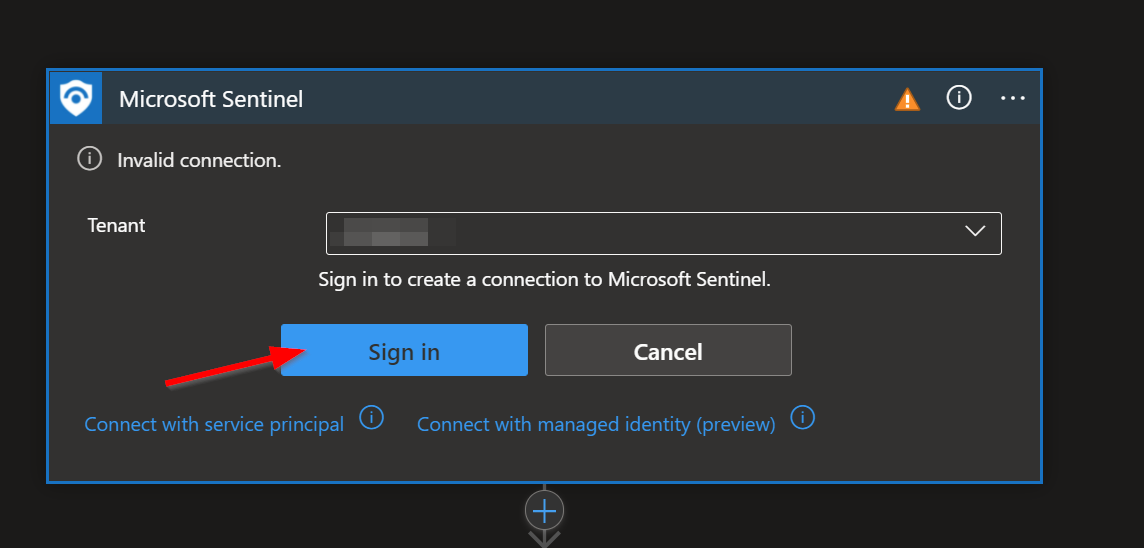 Microsoft Sentinel
Invalid connection.
Tenant
Sign in to create a connection to Microsoft Sentinel.
Sign in
Cancel
Connect with service principal
Connect with managed identity (preview)